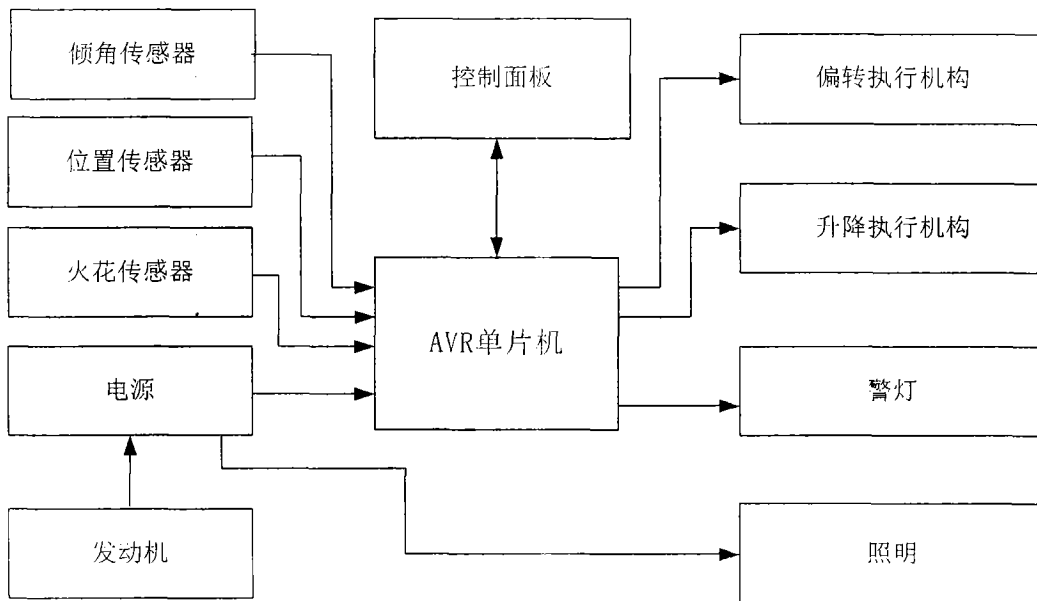 倾角传感器
控制面板
偏转执行机构
位置传感器
升降执行机构
火花传感器
AVR单片机
电源
警灯
发动机
照明